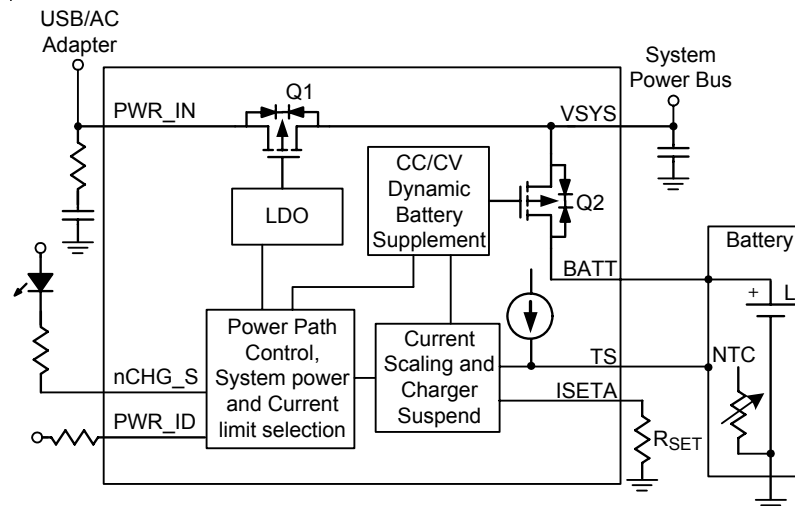 USB/AC
Adapter
System
Power Bus
PWR_IN
Q1
VSYS
CC/CV
Dynamic
Battery
Supplement
LDO
Q2
Battery
BATT
+
L
Power Path
Control,
System power
and Current
limit selection
Current
Scaling and
Charger
Suspend
TS
NTC
nCHG_S
ISETA
PWR_ID
RSET